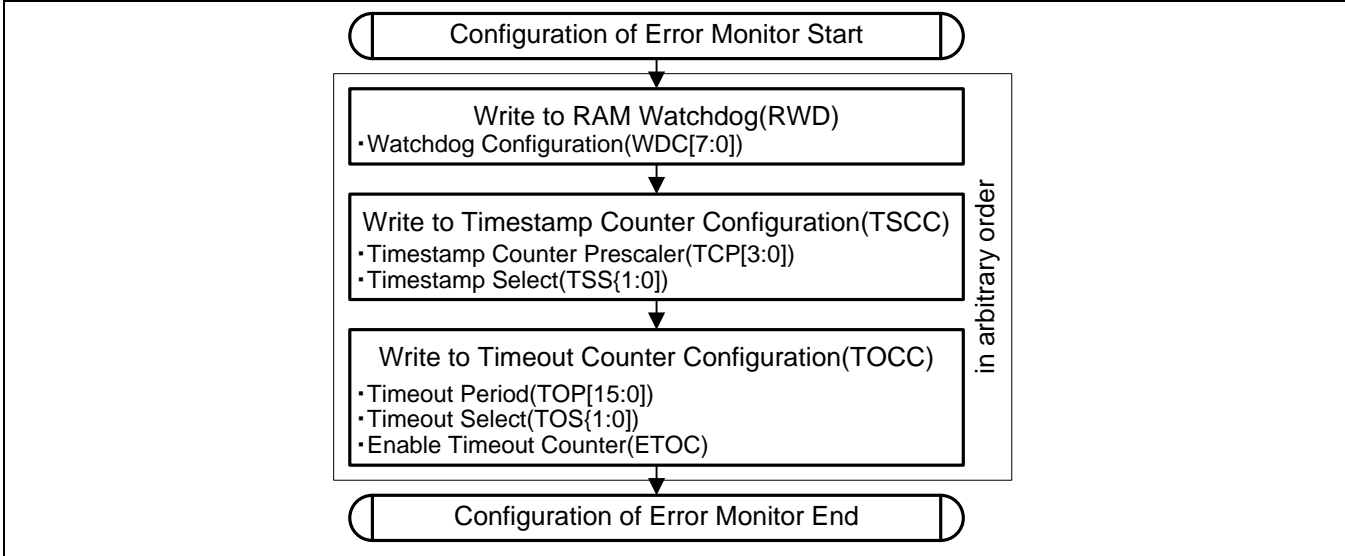 Configuration of Error Monitor Start
Write to RAM Watchdog(RWD)
・Watchdog Configuration(WDC[7:0])
Write to Timestamp Counter Configuration(TSCC)
・Timestamp Counter Prescaler(TCP[3:0])
・Timestamp Select(TSS{1:0])
Write to Timeout Counter Configuration(TOCC)
・Timeout Period(TOP[15:0])
・Timeout Select(TOS{1:0])
・Enable Timeout Counter(ETOC)
in arbitrary order
Configuration of Error Monitor End